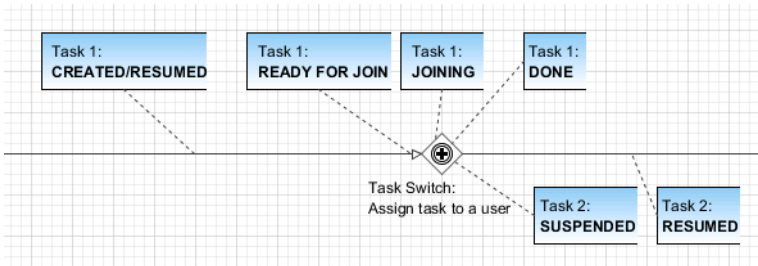 Task 1:
CREATED/RESUMED
Task 1:
READY FOR JOIN
Task 1:
JOINING
Task 1:
DONE
Task Switch:
Assign task to a user
Task 2:
SUSPENDED
Task 2:
RESUMED